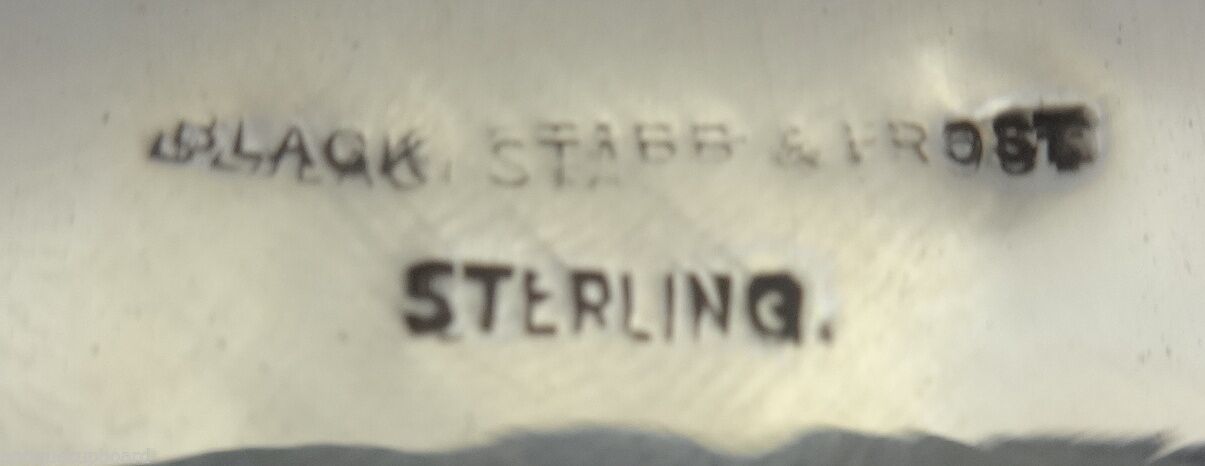 BLACK, STARR & FROST
STERLING.